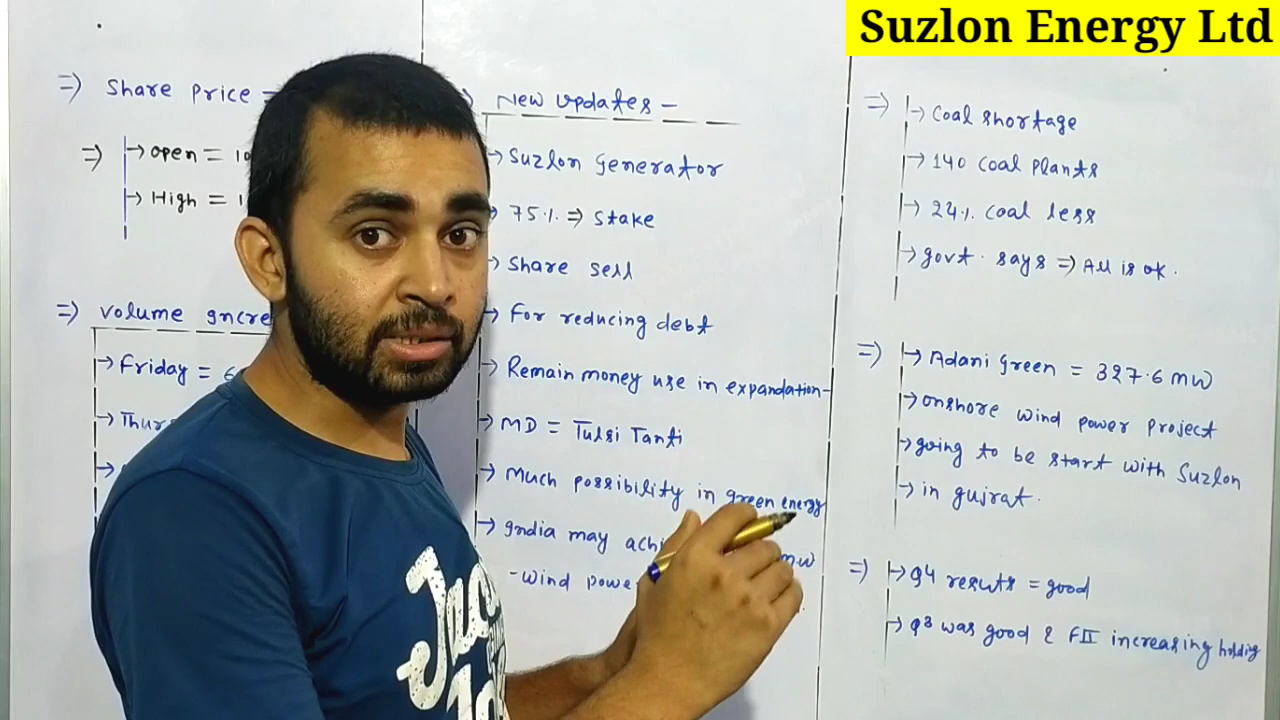 Suzlon Energy Ltd
=> Share price =
=> → open = 10
→ High = 1
=> volume Incre
→ Friday = 6
→ Thur
New Updates -
→ Suzlon Generator
→ 75% => Stake
→ Share sell
→ For reducing debt
→ Remain money use in expandation-
→ MD = Tulsi Tanti
→ Much possibility in green energy
→ India may achi mw
-wind powe
=> → Coal shortage
→ 140 coal plants
→ 24% coal less
→ govt. says => All is ok.
=> → Adani Green = 327.6 mw
→ onshore wind power project
→ going to be start with Suzlon
→ in gujrat.
=> → Q4 resuts = good
→ Q3 was good & FII increasing holding